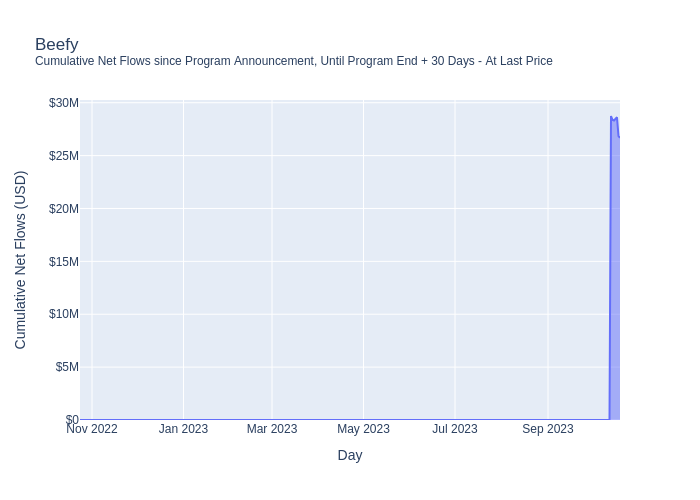 Beefy
Cumulative Net Flows since Program Announcement, Until Program End + 30 Days - At Last Price
$30M
$25M
$20M
$15M
$10M
$5M
$0
Cumulative Net Flows (USD)
Nov 2022 Jan 2023 Mar 2023 May 2023 Jul 2023 Sep 2023
Day